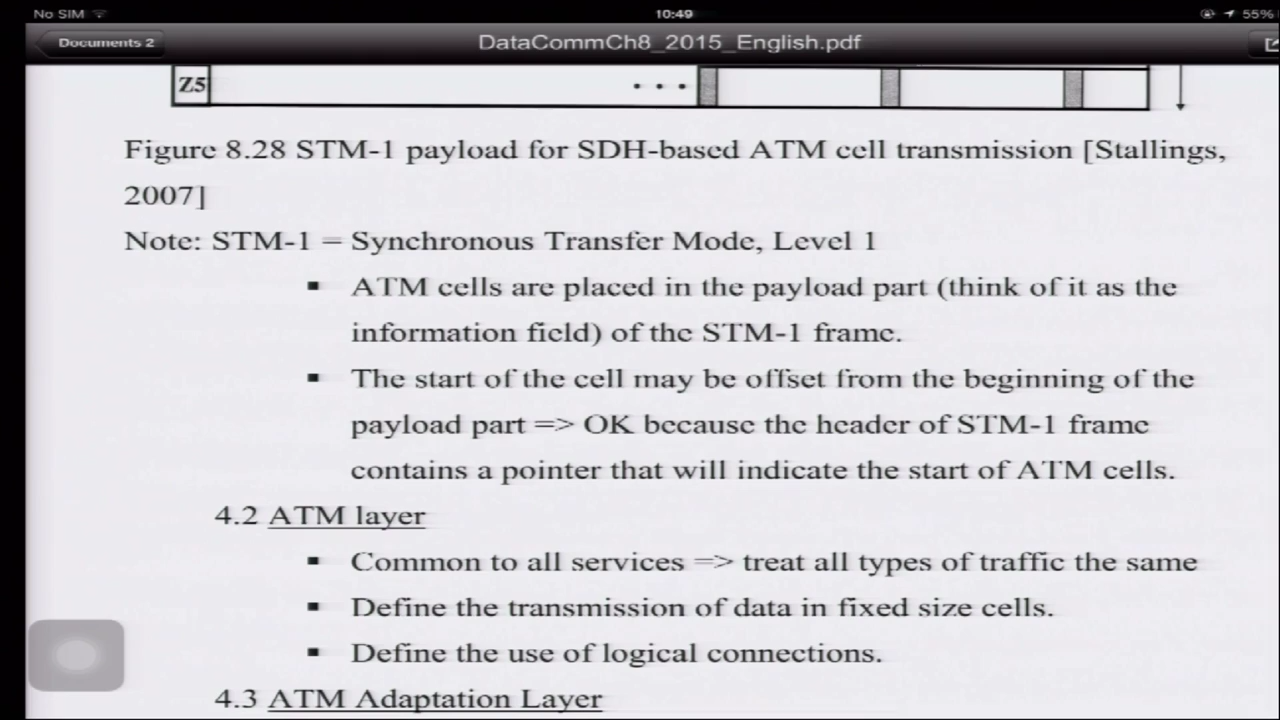 No SIM
10:49
55%
Documents 2
DataCommCh8_2015_English.pdf
Z5
• • •
Figure 8.28 STM-1 payload for SDH-based ATM cell transmission [Stallings,
2007]
Note: STM-1 = Synchronous Transfer Mode, Level 1
▪ ATM cells are placed in the payload part (think of it as the
information field) of the STM-1 frame.
▪ The start of the cell may be offset from the beginning of the
payload part => OK because the header of STM-1 frame
contains a pointer that will indicate the start of ATM cells.
4.2 ATM layer
▪ Common to all services => treat all types of traffic the same
▪ Define the transmission of data in fixed size cells.
▪ Define the use of logical connections.
4.3 ATM Adaptation Layer